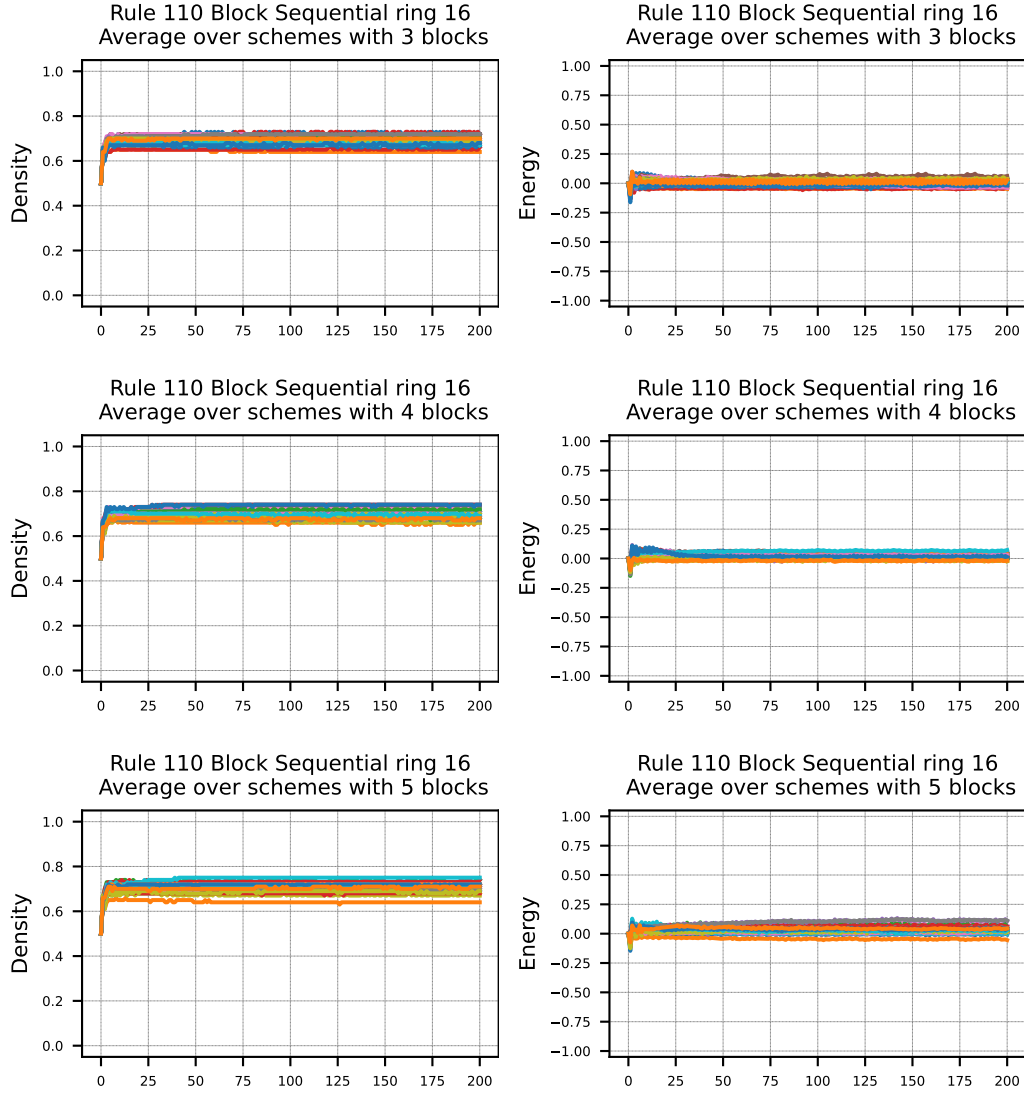 Rule 110 Block Sequential ring 16
Average over schemes with 3 blocks
Density
1.0
0.8
0.6
0.4
0.2
0.0
0 25 50 75 100 125 150 175 200
Rule 110 Block Sequential ring 16
Average over schemes with 3 blocks
Energy
1.00
0.75
0.50
0.25
0.00
−0.25
−0.50
−0.75
−1.00
0 25 50 75 100 125 150 175 200
Rule 110 Block Sequential ring 16
Average over schemes with 4 blocks
Density
1.0
0.8
0.6
0.4
0.2
0.0
0 25 50 75 100 125 150 175 200
Rule 110 Block Sequential ring 16
Average over schemes with 4 blocks
Energy
1.00
0.75
0.50
0.25
0.00
−0.25
−0.50
−0.75
−1.00
0 25 50 75 100 125 150 175 200
Rule 110 Block Sequential ring 16
Average over schemes with 5 blocks
Density
1.0
0.8
0.6
0.4
0.2
0.0
0 25 50 75 100 125 150 175 200
Rule 110 Block Sequential ring 16
Average over schemes with 5 blocks
Energy
1.00
0.75
0.50
0.25
0.00
−0.25
−0.50
−0.75
−1.00
0 25 50 75 100 125 150 175 200